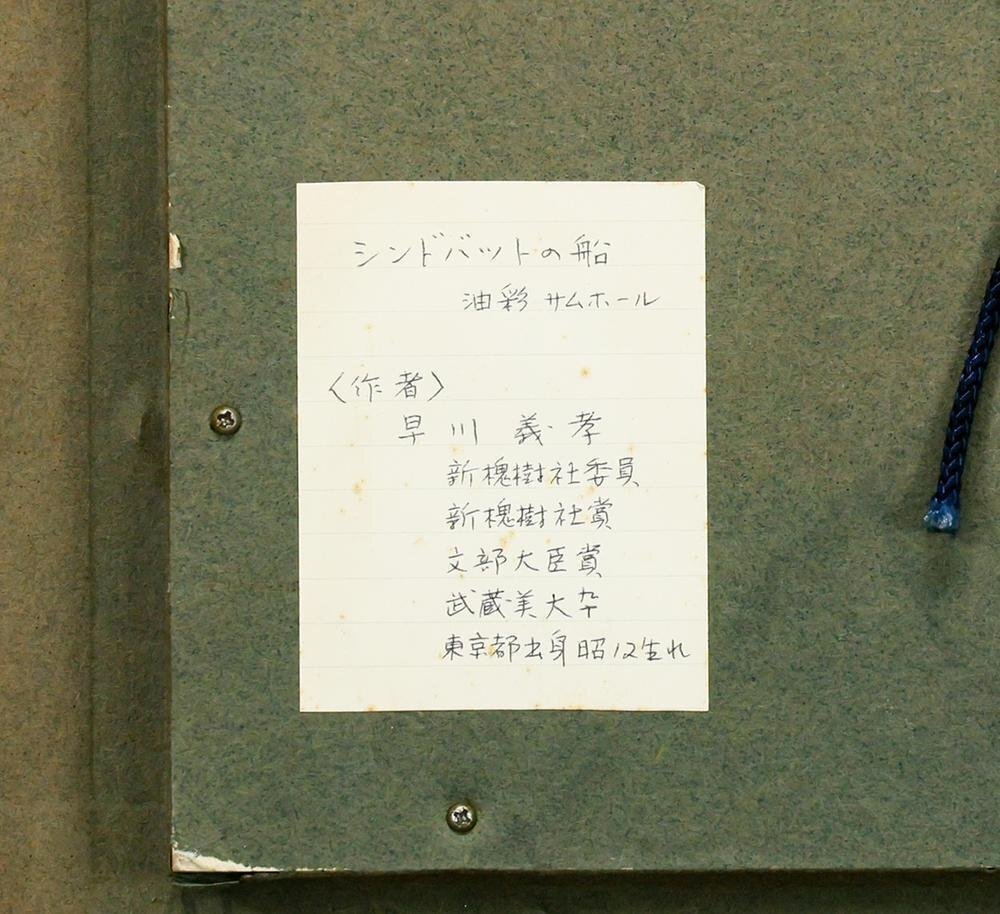 シンドバットの船
油彩 サムホール
〈作者〉
早川 義孝
新槐樹社委員
新槐樹社賞
文部大臣賞
武蔵美大卆
東京都出身 昭12生れ